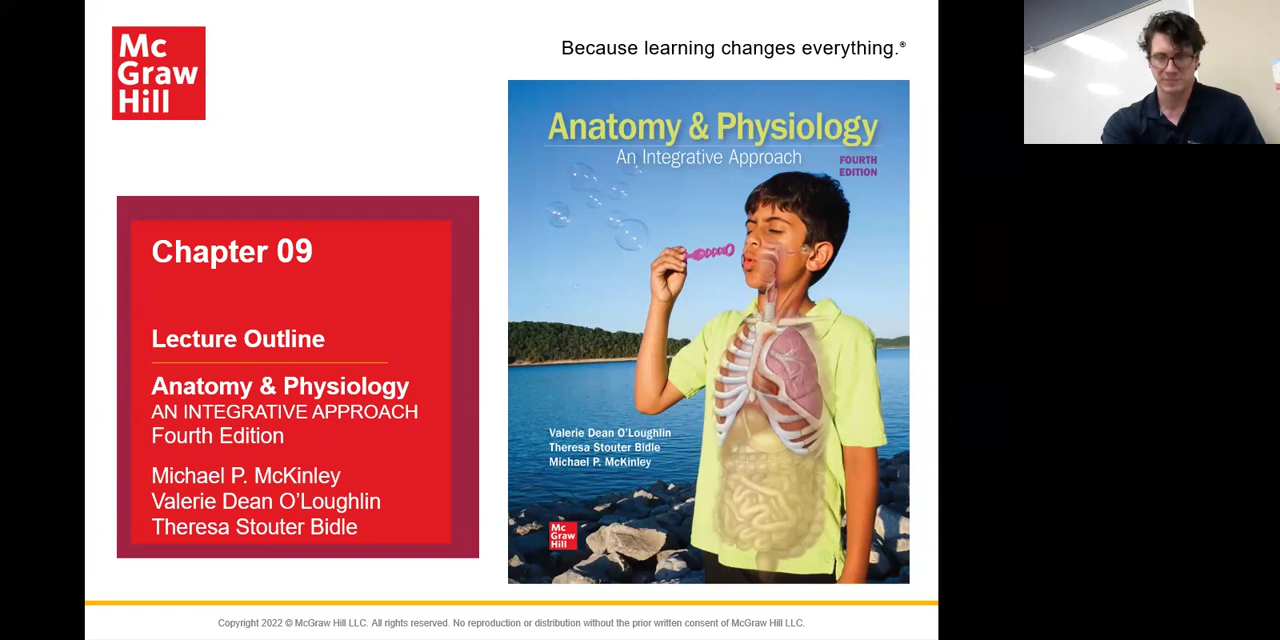 Mc
Graw
Hill
Because learning changes everything.®
Chapter 09
Lecture Outline
Anatomy & Physiology
AN INTEGRATIVE APPROACH
Fourth Edition
Michael P. McKinley
Valerie Dean O’Loughlin
Theresa Stouter Bidle
Anatomy & Physiology
An Integrative Approach
FOURTH
EDITION
Valerie Dean O’Loughlin
Theresa Stouter Bidle
Michael P. McKinley
Mc
Graw
Hill
Copyright 2022 © McGraw Hill LLC. All rights reserved. No reproduction or distribution without the prior written consent of McGraw Hill LLC.